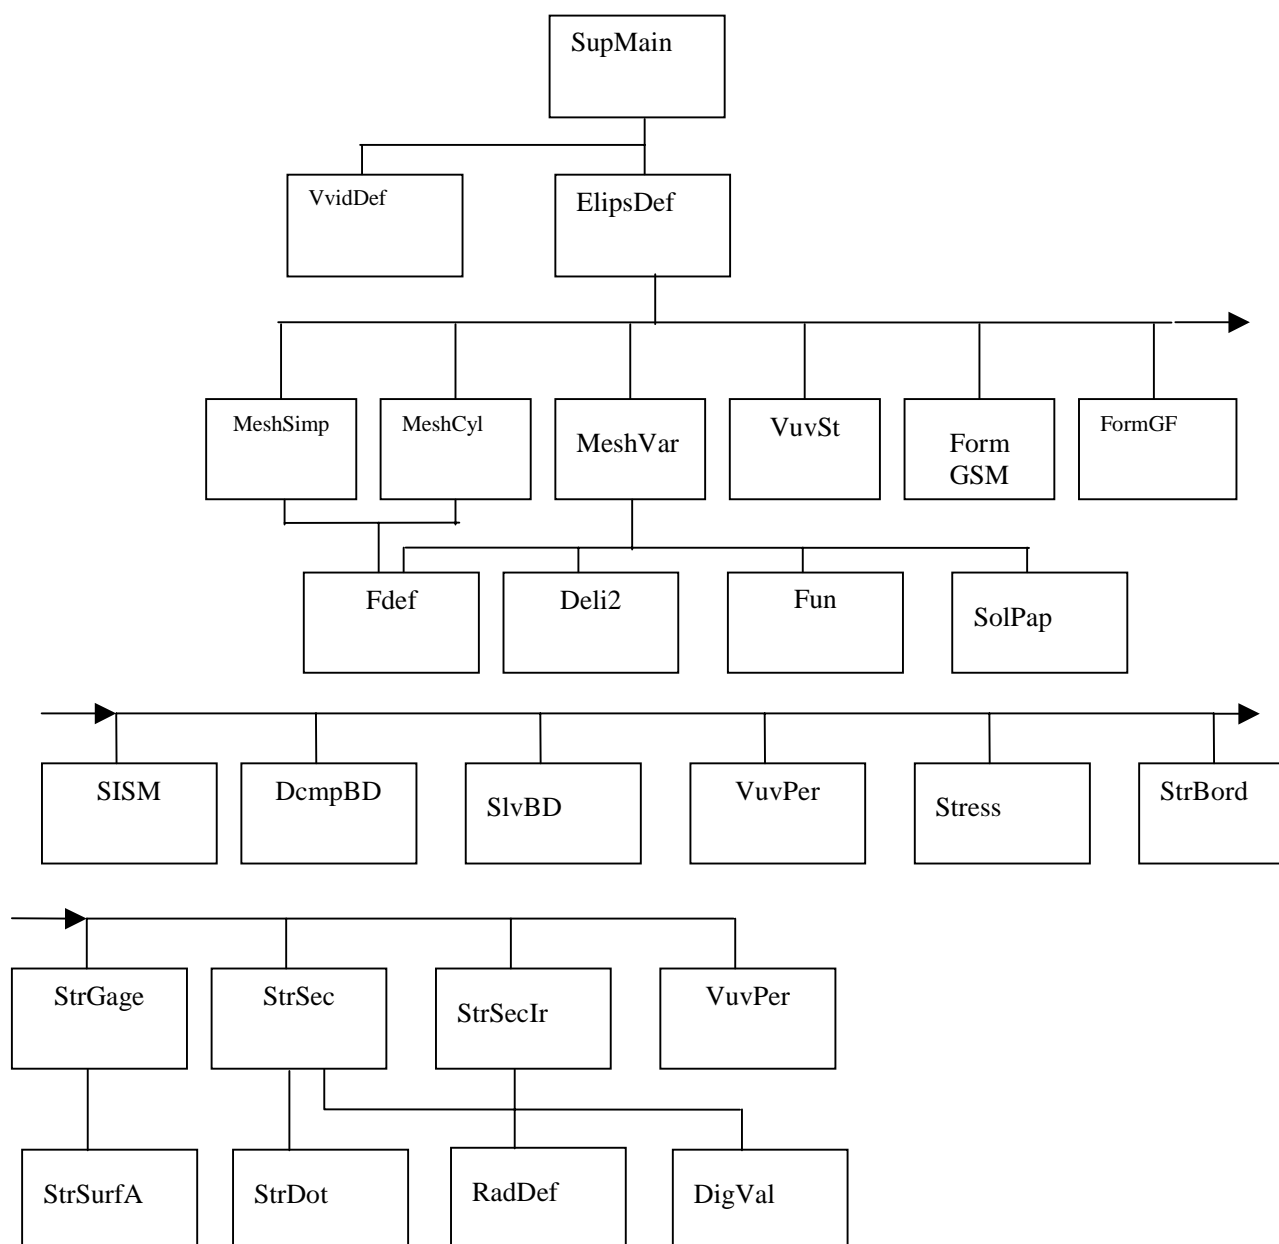 SupMain
VvidDef
ElipsDef
MeshSimp
MeshCyl
MeshVar
VuvSt
Form
GSM
FormGF
Fdef
Deli2
Fun
SolPap
SISM
DcmpBD
SlvBD
VuvPer
Stress
StrBord
StrGage
StrSec
StrSecIr
VuvPer
StrSurfA
StrDot
RadDef
DigVal